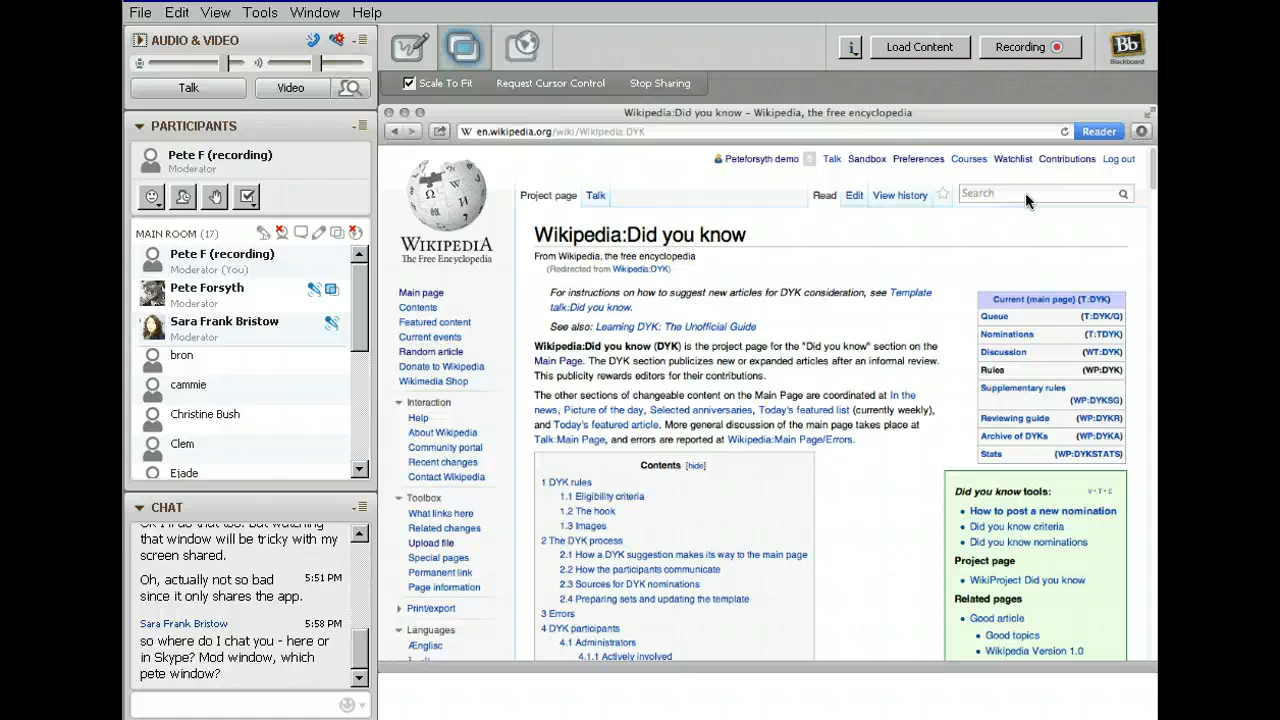 File Edit View Tools Window Help
AUDIO & VIDEO
Talk Video
PARTICIPANTS
Pete F (recording)
Moderator
MAIN ROOM (17)
Pete F (recording)
Moderator (You)
Pete Forsyth
Moderator
Sara Frank Bristow
Moderator
bron
cammie
Christine Bush
Clem
Ejade
CHAT
that window will be tricky with my
screen shared.
Oh, actually not so bad 5:51 PM
since it only shares the app.
Sara Frank Bristow 5:58 PM
so where do I chat you - here or
in Skype? Mod window, which
pete window?
Load Content
Recording
Bb
Blackboard
Scale To Fit Request Cursor Control Stop Sharing
Wikipedia:Did you know – Wikipedia, the free encyclopedia
W en.wikipedia.org/wiki/Wikipedia:DYK
Reader
Peteforsyth demo Talk Sandbox Preferences Courses Watchlist Contributions Log out
Project page Talk Read Edit View history Search
WIKIPEDIA
The Free Encyclopedia
Main page
Contents
Featured content
Current events
Random article
Donate to Wikipedia
Wikimedia Shop
Interaction
Help
About Wikipedia
Community portal
Recent changes
Contact Wikipedia
Toolbox
What links here
Related changes
Upload file
Special pages
Permanent link
Page information
Print/export
Languages
Ænglisc
Wikipedia:Did you know
From Wikipedia, the free encyclopedia
(Redirected from Wikipedia:DYK)
For instructions on how to suggest new articles for DYK consideration, see Template
talk:Did you know.
See also: Learning DYK: The Unofficial Guide
Wikipedia:Did you know (DYK) is the project page for the "Did you know" section on the
Main Page. The DYK section publicizes new or expanded articles after an informal review.
This publicity rewards editors for their contributions.
The other sections of changeable content on the Main Page are coordinated at In the
news, Picture of the day, Selected anniversaries, Today's featured list (currently weekly),
and Today's featured article. More general discussion of the main page takes place at
Talk:Main Page, and errors are reported at Wikipedia:Main Page/Errors.
Contents [hide]
1 DYK rules
1.1 Eligibility criteria
1.2 The hook
1.3 Images
2 The DYK process
2.1 How a DYK suggestion makes its way to the main page
2.2 How the participants communicate
2.3 Sources for DYK nominations
2.4 Preparing sets and updating the template
3 Errors
4 DYK participants
4.1 Administrators
4.1.1 Actively involved
Current (main page) (T:DYK)
Queue (T:DYK/Q)
Nominations (T:TDYK)
Discussion (WT:DYK)
Rules (WP:DYK)
Supplementary rules
(WP:DYKSG)
Reviewing guide (WP:DYKR)
Archive of DYKs (WP:DYKA)
Stats (WP:DYKSTATS)
Did you know tools: V·T·E
How to post a new nomination
Did you know criteria
Did you know nominations
Project page
WikiProject Did you know
Related pages
Good article
Good topics
Wikipedia Version 1.0